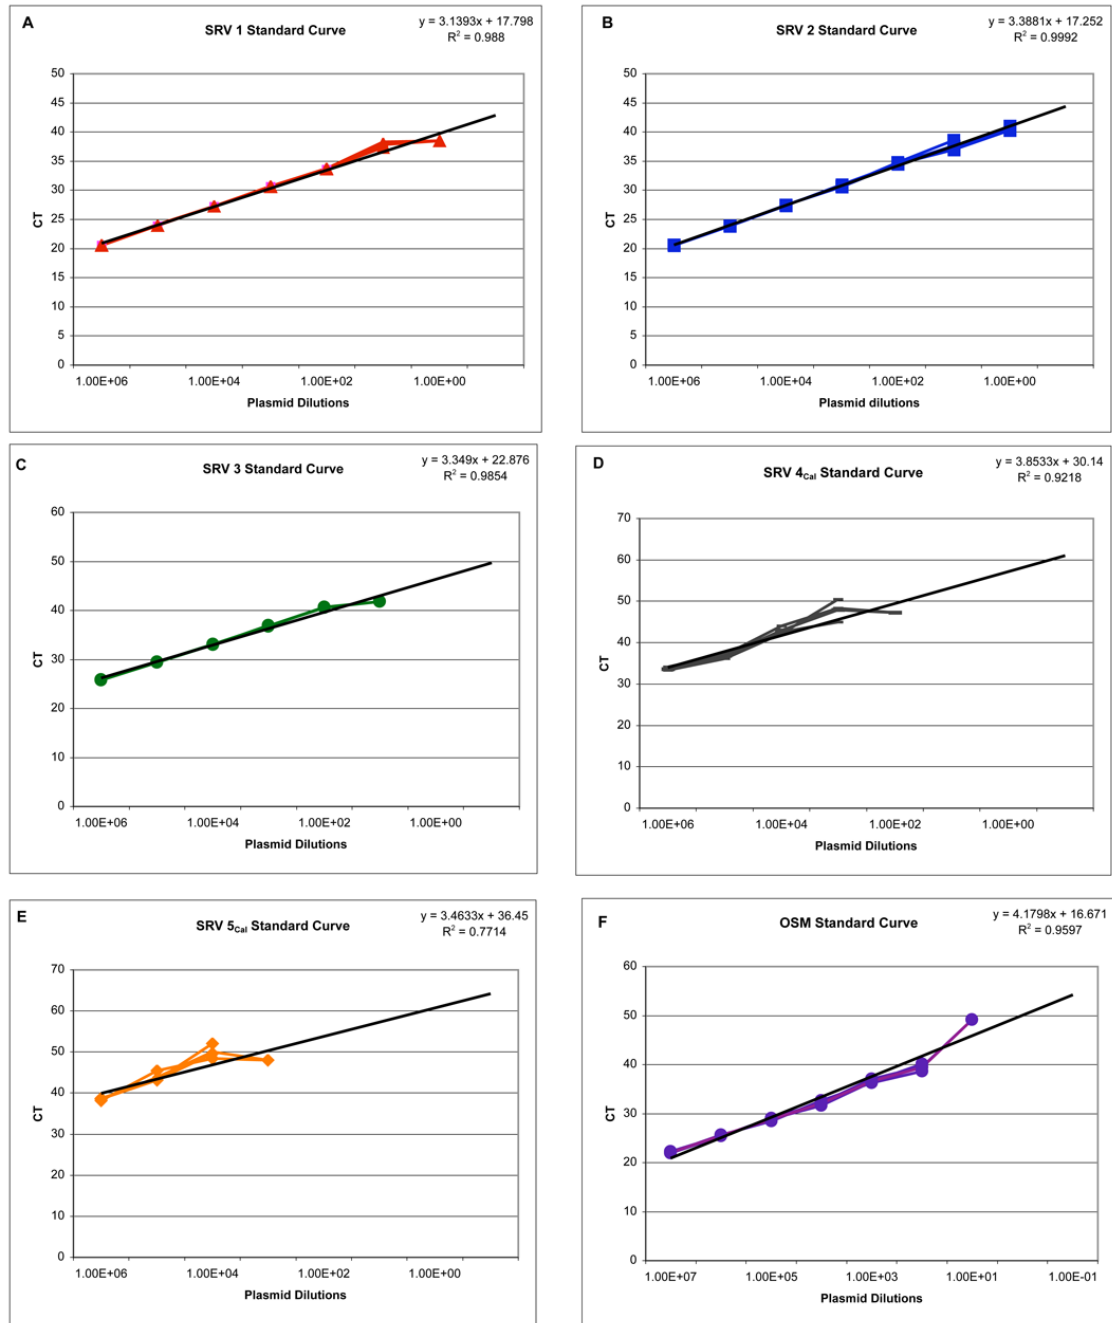 A
SRV 1 Standard Curve
y = 3.1393x + 17.798
R² = 0.988
50
45
40
35
30
25
20
15
10
5
0
CT
1.00E+06 1.00E+04 1.00E+02 1.00E+00
Plasmid Dilutions
B
SRV 2 Standard Curve
y = 3.3881x + 17.252
R² = 0.9992
50
45
40
35
30
25
20
15
10
5
0
CT
1.00E+06 1.00E+04 1.00E+02 1.00E+00
Plasmid dilutions
C
SRV 3 Standard Curve
y = 3.349x + 22.876
R² = 0.9854
60
50
40
30
20
10
0
CT
1.00E+06 1.00E+04 1.00E+02 1.00E+00
Plasmid Dilutions
D
SRV 4Cal Standard Curve
y = 3.8533x + 30.14
R² = 0.9218
70
60
50
40
30
20
10
0
CT
1.00E+06 1.00E+04 1.00E+02 1.00E+00
Plasmid Dilutions
E
SRV 5Cal Standard Curve
y = 3.4633x + 36.45
R² = 0.7714
70
60
50
40
30
20
10
0
CT
1.00E+06 1.00E+04 1.00E+02 1.00E+00
Plasmid Dilutions
F
OSM Standard Curve
y = 4.1798x + 16.671
R² = 0.9597
60
50
40
30
20
10
0
CT
1.00E+07 1.00E+05 1.00E+03 1.00E+01 1.00E-01
Plasmid Dilutions